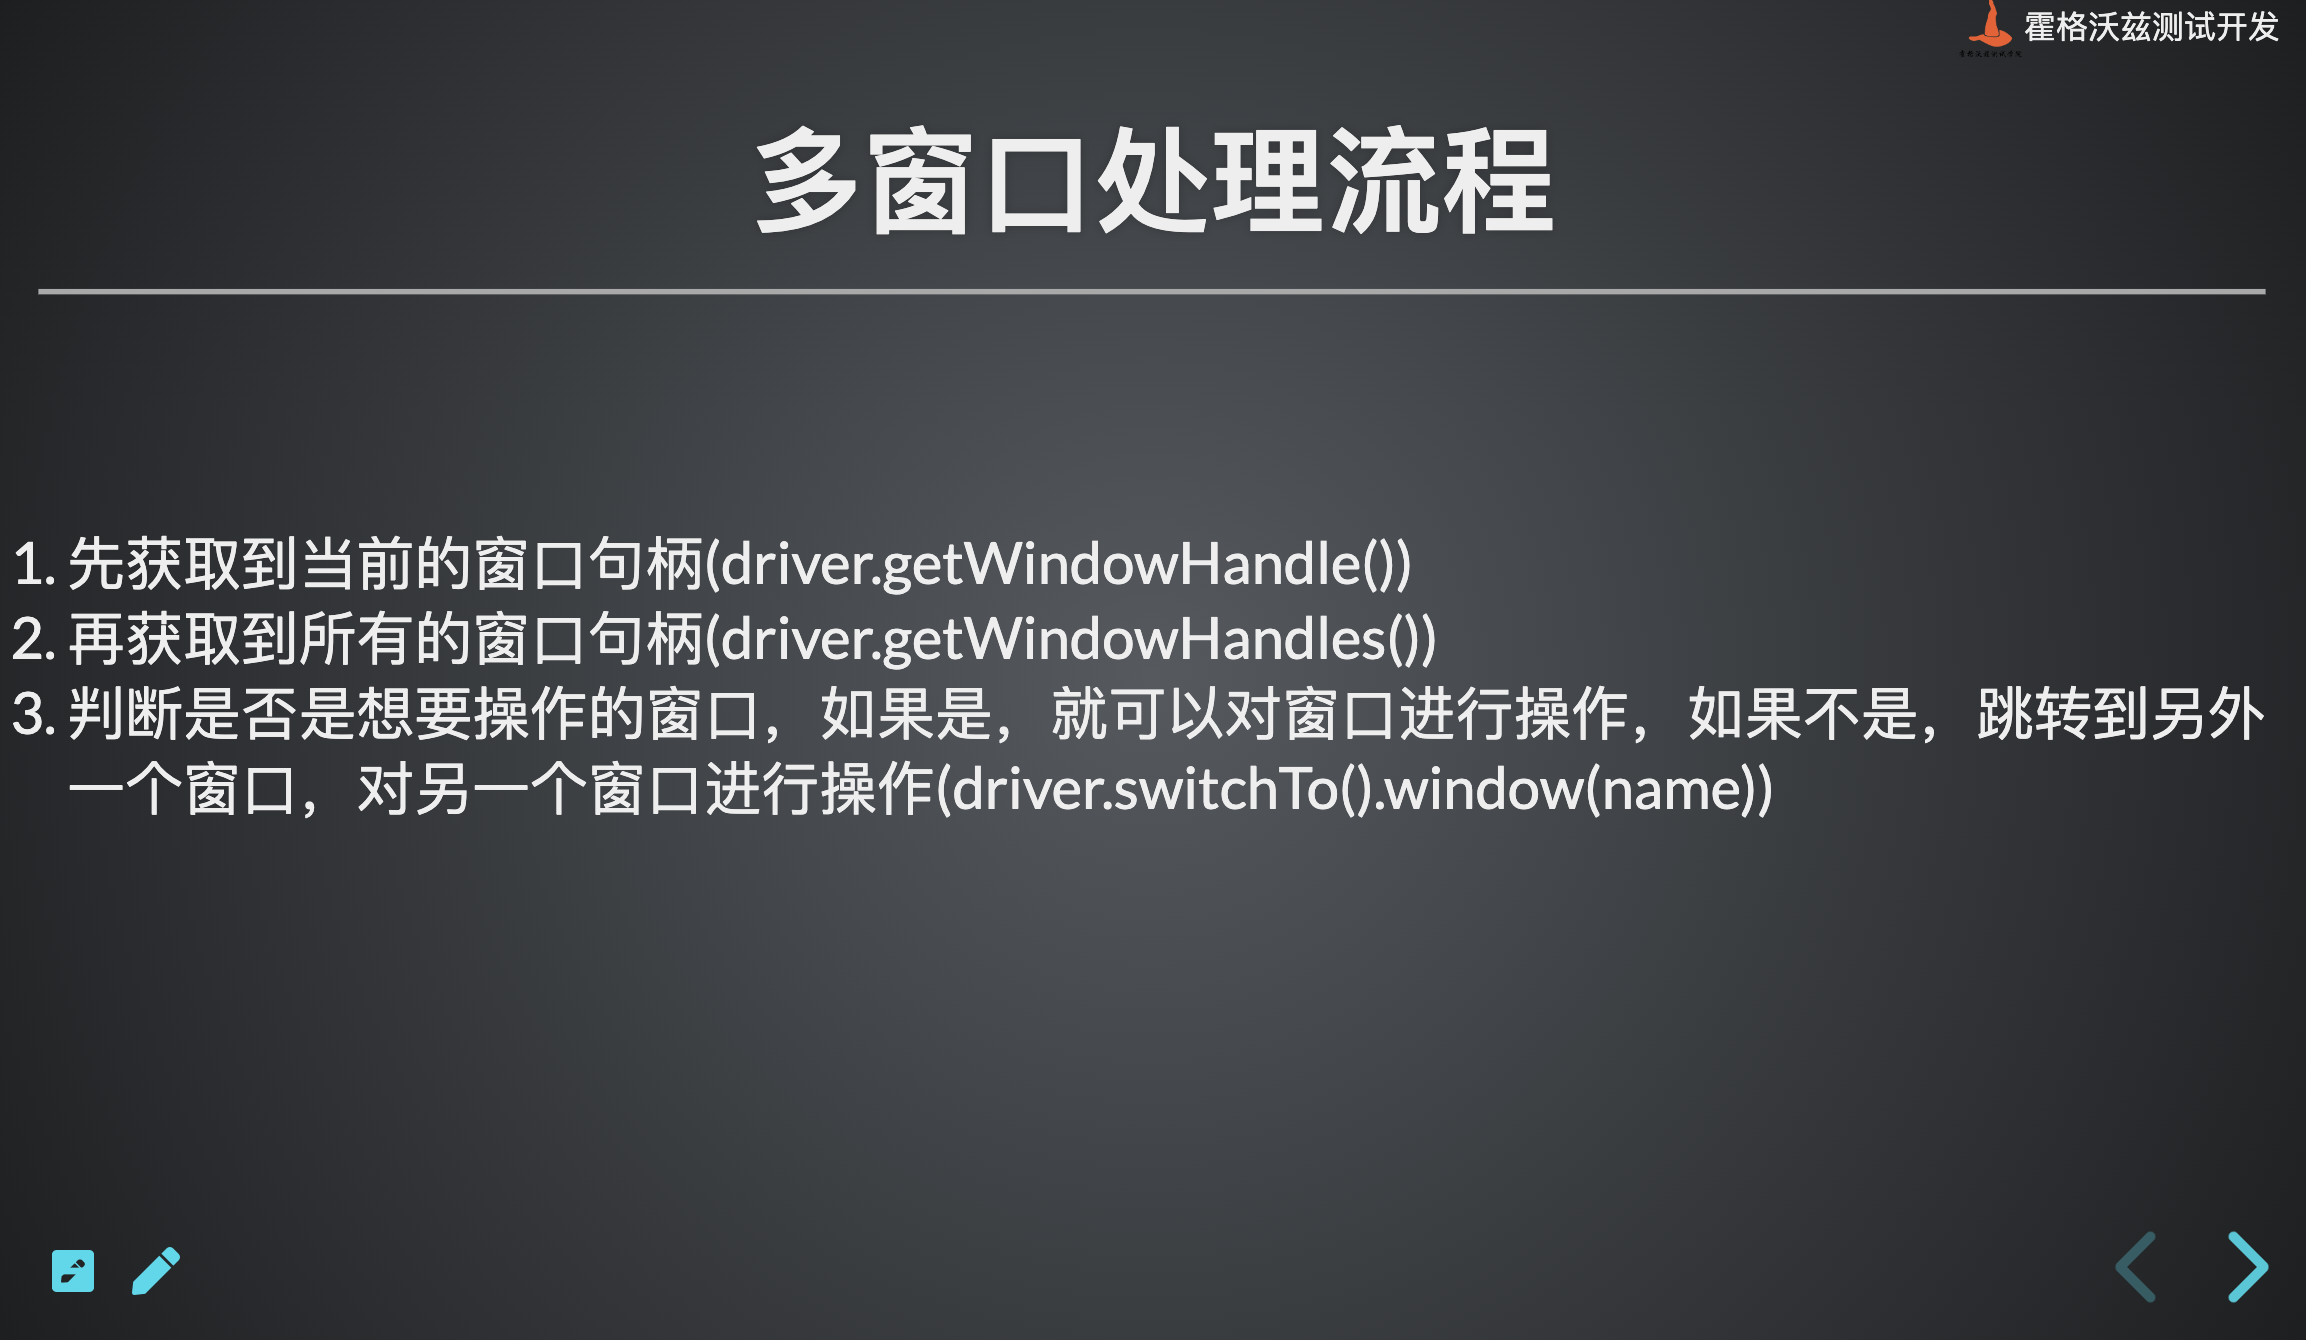 霍格沃兹测试开发
多窗口处理流程
1. 先获取到当前的窗口句柄(driver.getWindowHandle())
2. 再获取到所有的窗口句柄(driver.getWindowHandles())
3. 判断是否是想要操作的窗口，如果是，就可以对窗口进行操作，如果不是，跳转到另外
一个窗口，对另一个窗口进行操作(driver.switchTo().window(name))